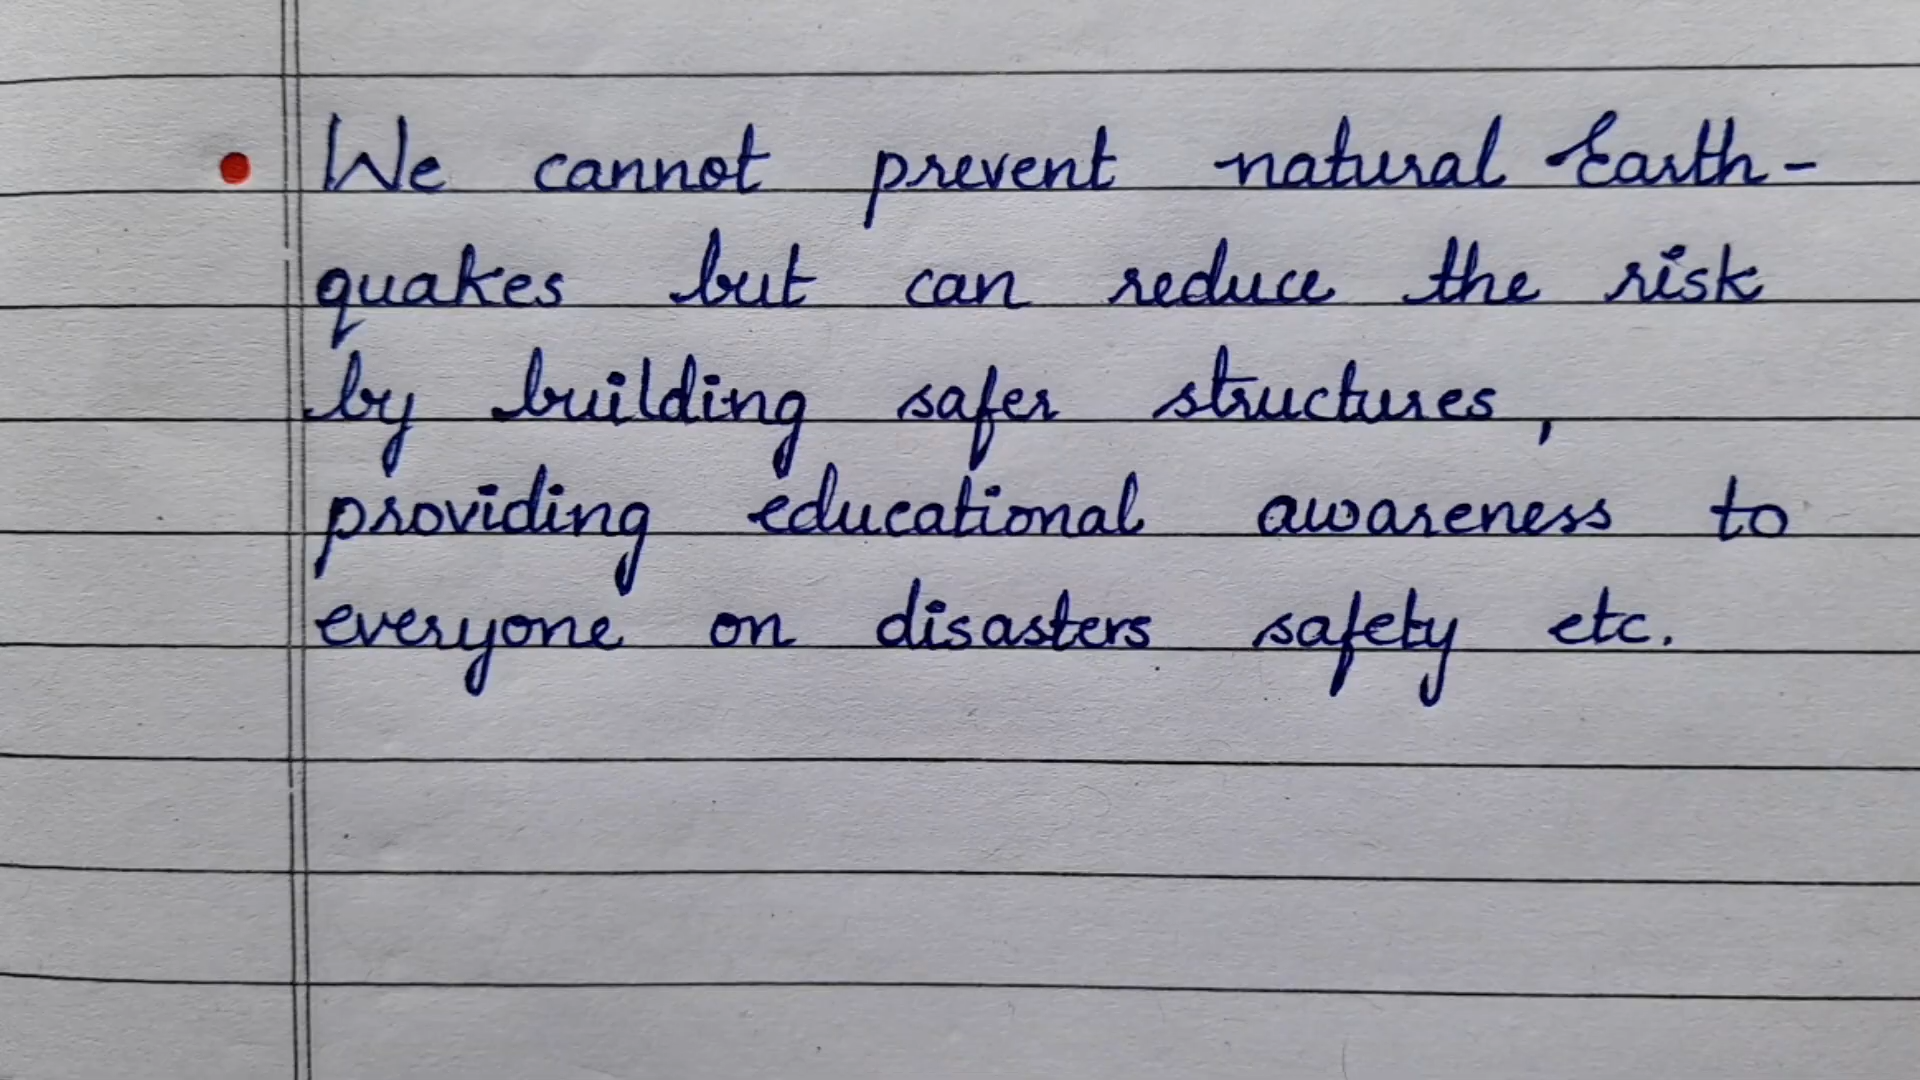 • We cannot prevent natural Earth-
quakes but can reduce the risk
by building safer structures,
providing educational awareness to
everyone on disasters safety etc.